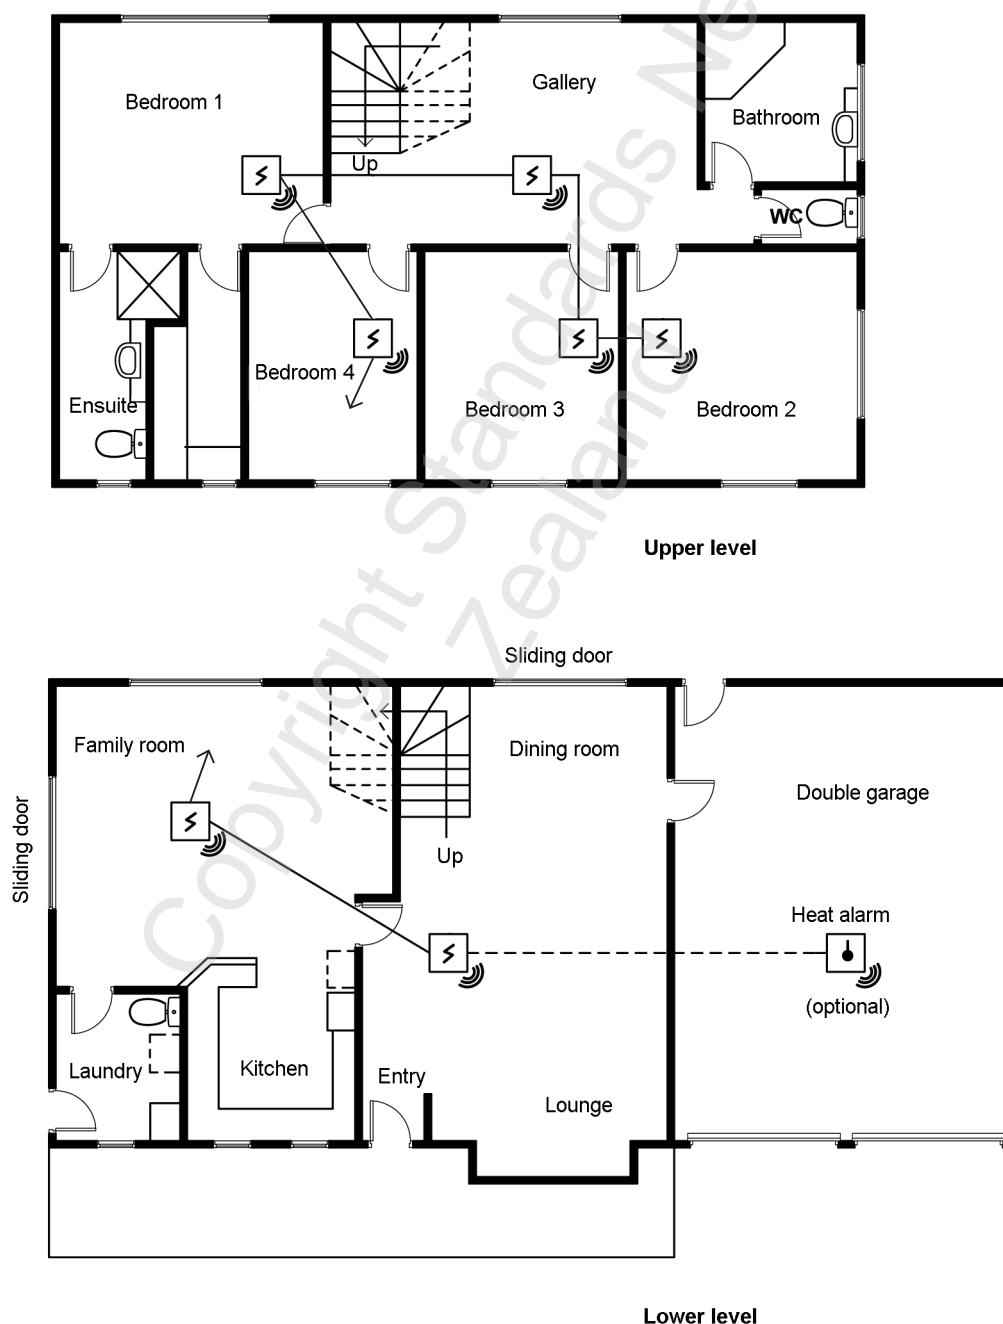 Bedroom 1
Gallery
Bathroom
Up
WC
Bedroom 4
Ensuite
Bedroom 3
Bedroom 2
Upper level
Sliding door
Family room
Dining room
Double garage
Sliding door
Up
Heat alarm
(optional)
Laundry
Kitchen
Entry
Lounge
Lower level
Copyright Standards New
Zealand